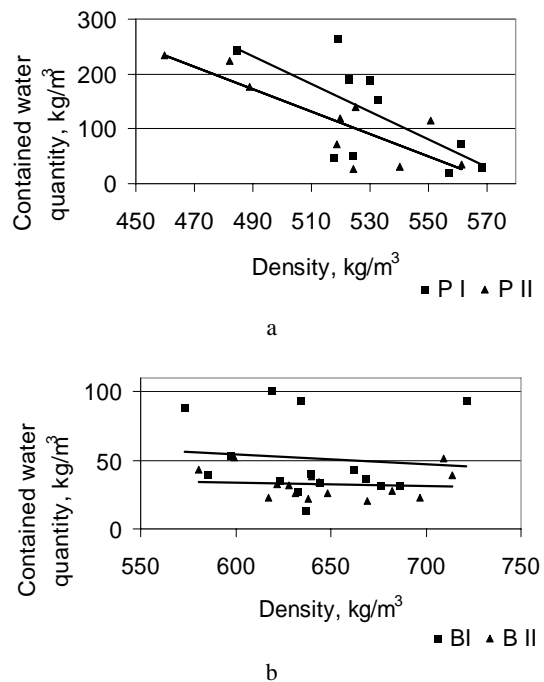 300
200
100
0
450 470 490 510 530 550 570
Contained water
quantity, kg/m³
Density, kg/m³
■ P I ▲ P II
a
100
50
0
550 600 650 700 750
Contained water
quantity, kg/m³
Density, kg/m³
■ BI ▲ B II
b